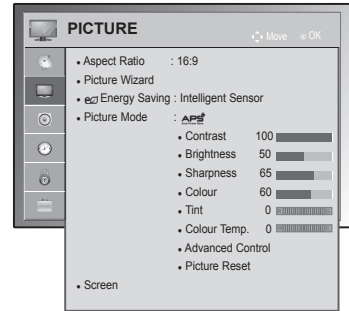 PICTURE
Move ⊙ OK
• Aspect Ratio : 16:9
• Picture Wizard
• Energy Saving : Intelligent Sensor
• Picture Mode : APS
• Contrast 100
• Brightness 50
• Sharpness 65
• Colour 60
• Tint 0
• Colour Temp. 0
• Advanced Control
• Picture Reset
• Screen